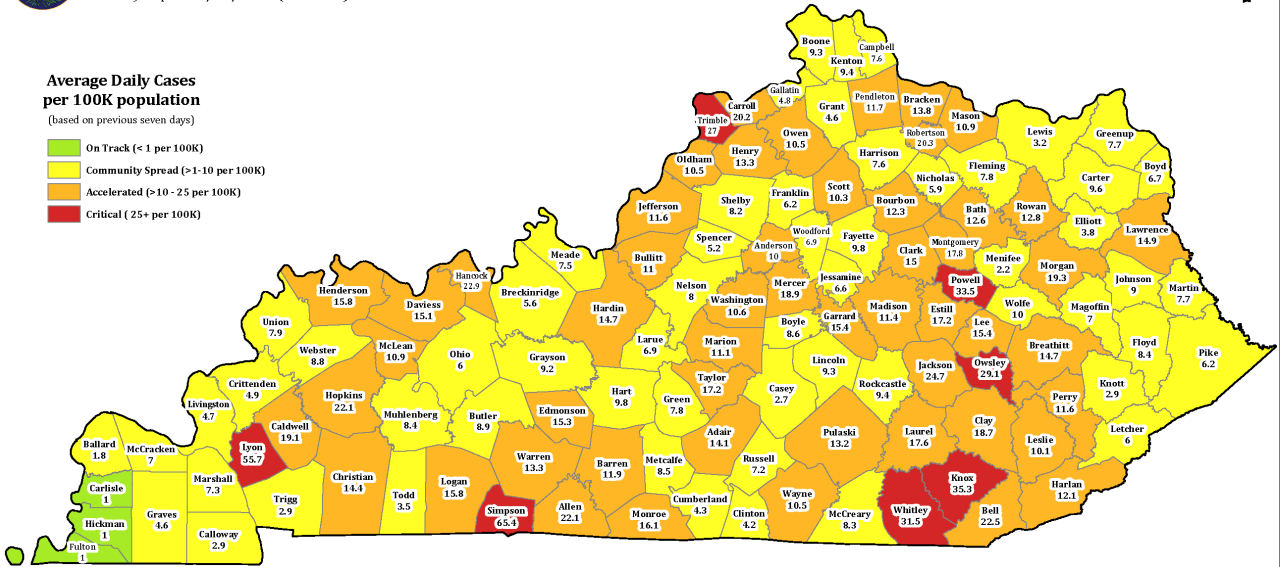 Average Daily Cases
per 100K population
(based on previous seven days)
On Track (< 1 per 100K)
Community Spread (>1-10 per 100K)
Accelerated (>10 - 25 per 100K)
Critical ( 25+ per 100K)
Boone
9.3
Kenton
9.4
Campbell
7.6
Gallatin
4.8
Grant
4.6
Pendleton
11.7
Bracken
13.8
Mason
10.9
Robertson
20.3
Lewis
3.2
Greenup
7.7
Boyd
6.7
Carter
9.6
Trimble
27
Carroll
20.2
Owen
10.5
Henry
13.3
Oldham
10.5
Harrison
7.6
Nicholas
5.9
Fleming
7.8
Jefferson
11.6
Shelby
8.2
Franklin
6.2
Scott
10.3
Bourbon
12.3
Bath
12.6
Rowan
12.8
Elliott
3.8
Lawrence
14.9
Spencer
5.2
Anderson
10
Woodford
6.9
Fayette
9.8
Clark
15
Montgomery
17.8
Menifee
2.2
Morgan
19.3
Johnson
9
Martin
7.7
Meade
7.5
Bullitt
11
Nelson
8
Washington
10.6
Mercer
18.9
Jessamine
6.6
Powell
33.5
Wolfe
10
Magoffin
7
Hancock
22.9
Breckinridge
5.6
Henderson
15.8
Daviess
15.1
Hardin
14.7
Madison
11.4
Estill
17.2
Garrard
15.4
Boyle
8.6
Lee
15.4
Breathitt
14.7
Floyd
8.4
Pike
6.2
Union
7.9
Webster
8.8
McLean
10.9
Ohio
6
Grayson
9.2
Larue
6.9
Marion
11.1
Lincoln
9.3
Rockcastle
9.4
Jackson
24.7
Owsley
29.1
Knott
2.9
Crittenden
4.9
Livingston
4.7
Hopkins
22.1
Muhlenberg
8.4
Butler
8.9
Edmonson
15.3
Hart
9.8
Green
7.8
Taylor
17.2
Casey
2.7
Perry
11.6
Ballard
1.8
McCracken
7
Lyon
55.7
Caldwell
19.1
Warren
13.3
Barren
11.9
Metcalfe
8.5
Adair
14.1
Russell
7.2
Pulaski
13.2
Laurel
17.6
Clay
18.7
Leslie
10.1
Letcher
6
Carlisle
1
Marshall
7.3
Trigg
2.9
Christian
14.4
Todd
3.5
Logan
15.8
Simpson
65.4
Allen
22.1
Monroe
16.1
Cumberland
4.3
Clinton
4.2
Wayne
10.5
McCreary
8.3
Whitley
31.5
Knox
35.3
Bell
22.5
Harlan
12.1
Hickman
1
Graves
4.6
Calloway
2.9
Fulton
1